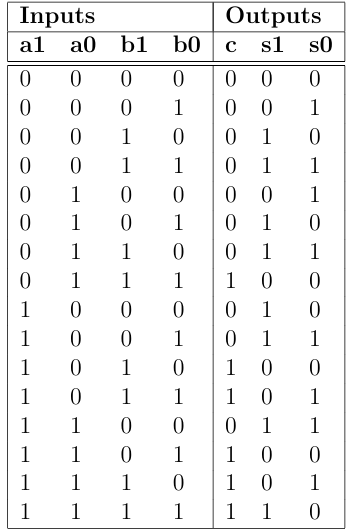 Inputs Outputs
a1 a0 b1 b0 c s1 s0
0 0 0 0 0 0 0
0 0 0 1 0 0 1
0 0 1 0 0 1 0
0 0 1 1 0 1 1
0 1 0 0 0 0 1
0 1 0 1 0 1 0
0 1 1 0 0 1 1
0 1 1 1 1 0 0
1 0 0 0 0 1 0
1 0 0 1 0 1 1
1 0 1 0 1 0 0
1 0 1 1 1 0 1
1 1 0 0 0 1 1
1 1 0 1 1 0 0
1 1 1 0 1 0 1
1 1 1 1 1 1 0